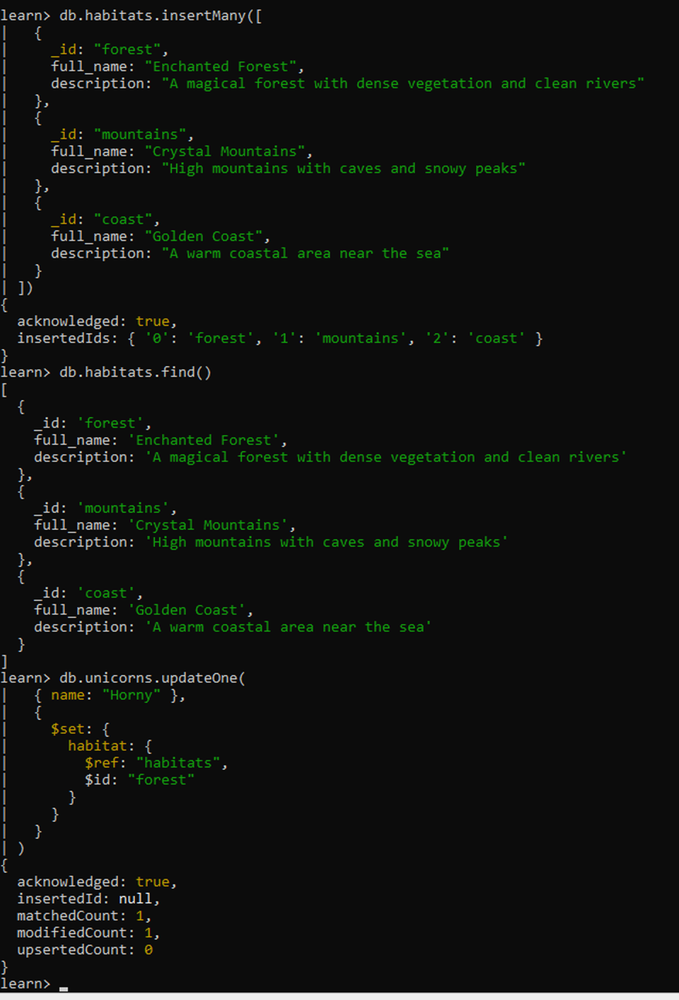 learn> db.habitats.insertMany([
|   {
|     _id: "forest",
|     full_name: "Enchanted Forest",
|     description: "A magical forest with dense vegetation and clean rivers"
|   },
|   {
|     _id: "mountains",
|     full_name: "Crystal Mountains",
|     description: "High mountains with caves and snowy peaks"
|   },
|   {
|     _id: "coast",
|     full_name: "Golden Coast",
|     description: "A warm coastal area near the sea"
|   }
| ])
{
  acknowledged: true,
  insertedIds: { '0': 'forest', '1': 'mountains', '2': 'coast' }
}
learn> db.habitats.find()
[
  {
    _id: 'forest',
    full_name: 'Enchanted Forest',
    description: 'A magical forest with dense vegetation and clean rivers'
  },
  {
    _id: 'mountains',
    full_name: 'Crystal Mountains',
    description: 'High mountains with caves and snowy peaks'
  },
  {
    _id: 'coast',
    full_name: 'Golden Coast',
    description: 'A warm coastal area near the sea'
  }
]
learn> db.unicorns.updateOne(
|   { name: "Horny" },
|   {
|     $set: {
|       habitat: {
|         $ref: "habitats",
|         $id: "forest"
|       }
|     }
|   }
| )
{
  acknowledged: true,
  insertedId: null,
  matchedCount: 1,
  modifiedCount: 1,
  upsertedCount: 0
}
learn>